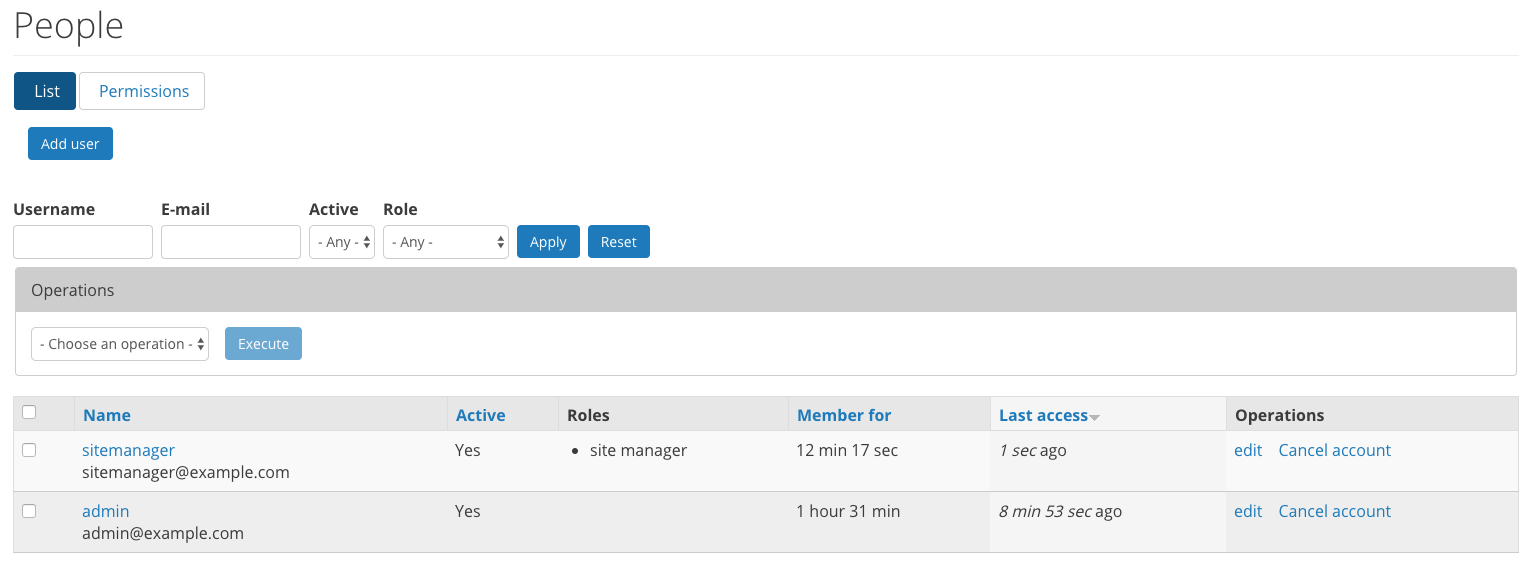 People
List Permissions
Add user
Username E-mail Active Role
- Any - - Any - Apply Reset
Operations
- Choose an operation - Execute
Name Active Roles Member for Last access Operations
sitemanager Yes • site manager 12 min 17 sec 1 sec ago edit Cancel account
sitemanager@example.com
admin Yes 1 hour 31 min 8 min 53 sec ago edit Cancel account
admin@example.com